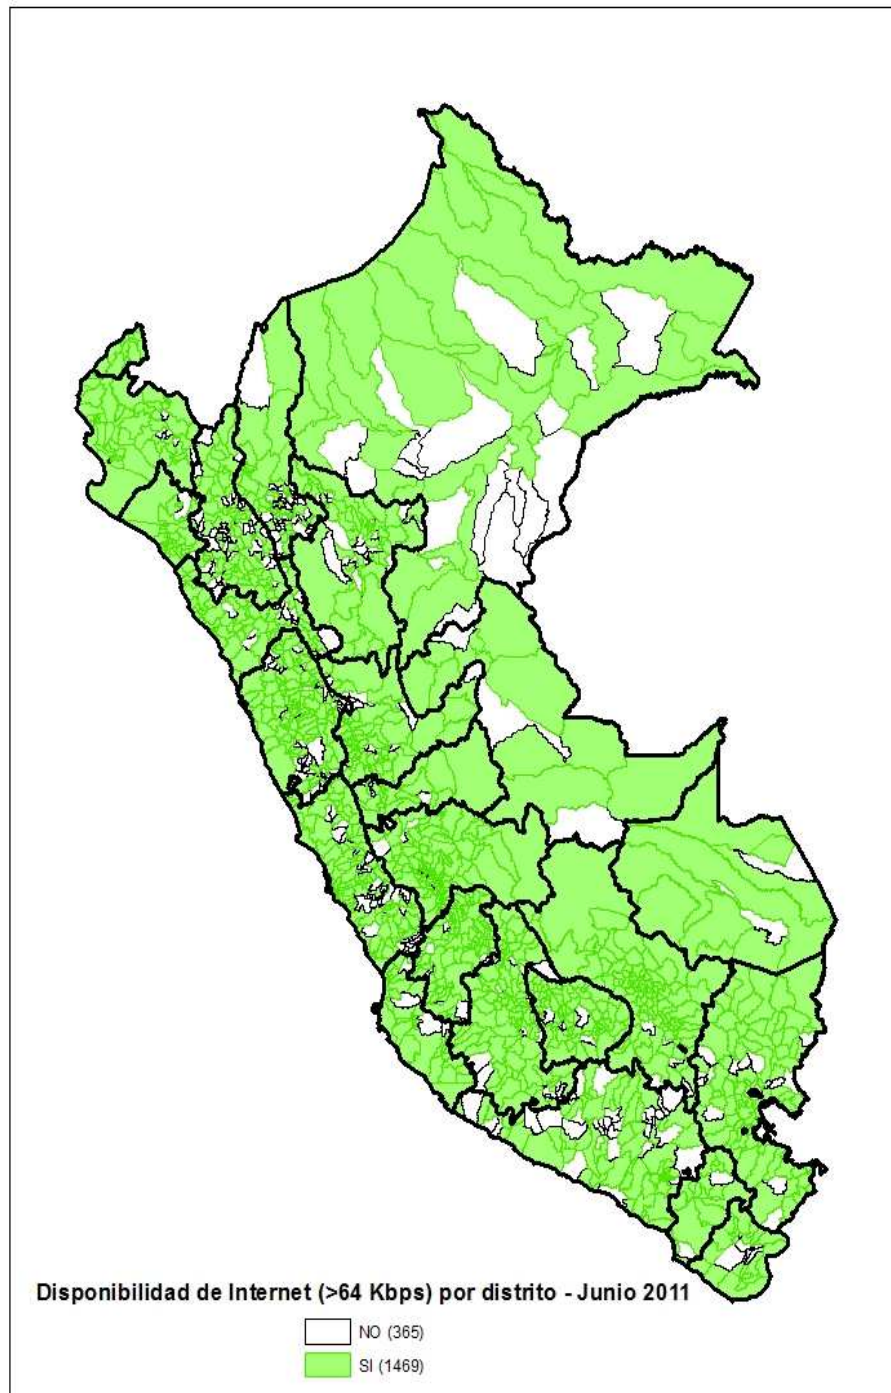 Disponibilidad de Internet (>64 Kbps) por distrito - Junio 2011
NO (365)
SI (1469)